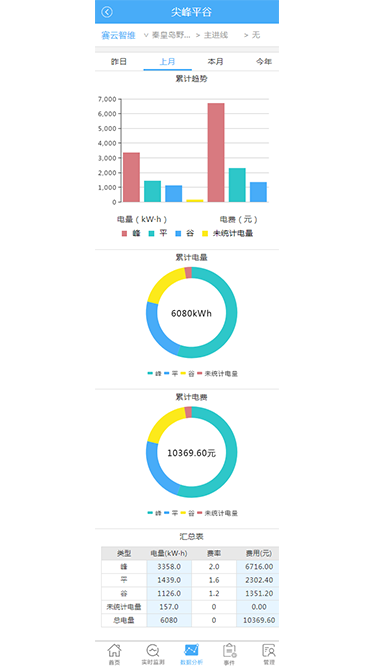 尖峰平谷
赛云智维 秦皇岛野... > 主进线 > 无
昨日 上月 本月 今年
累计趋势
7,000
6,000
5,000
4,000
3,000
2,000
1,000
0
电量（kW·h） 电费（元）
峰 平 谷 未统计电量
累计电量
6080kWh
峰 平 谷 未统计电量
累计电费
10369.60元
峰 平 谷 未统计电量
汇总表
类型 电量(kW·h) 费率 费用(元)
峰 3358.0 2.0 6716.00
平 1439.0 1.6 2302.40
谷 1126.0 1.2 1351.20
未统计电量 157.0 0 0.00
总电量 6080 0 10369.60
首页 实时监测 数据分析 事件 管理